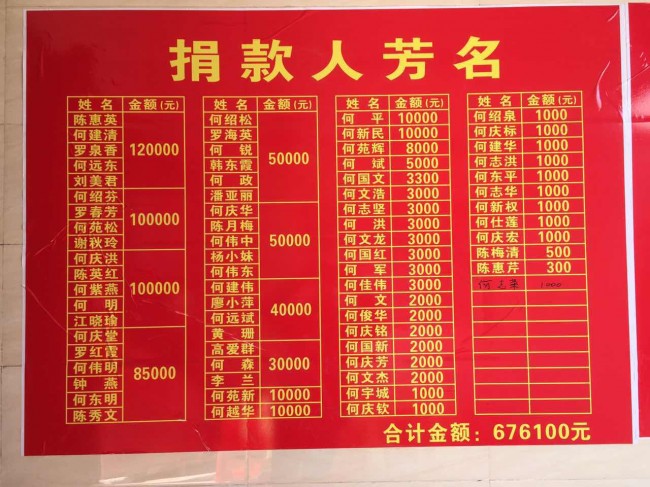 捐款人芳名
姓 名 金额(元)
陈惠英
何建清
罗泉香 120000
何远东
刘美君
何绍芬
罗春芳 100000
何苑松
谢秋玲
何庆洪
陈英红
何紫燕 100000
何 明
江晓瑜
何庆堂
罗红霞
何伟明 85000
钟 燕
何东明
陈秀文
姓 名 金额(元)
何绍松
罗海英
何 锐 50000
韩东霞
何 政
潘亚丽
何庆华
陈月梅
何伟中 50000
杨小妹
何伟东
何建伟
廖小萍 40000
何远斌
黄 珊
高爱群
何 森 30000
李 兰
何苑新 10000
何越华 10000
姓 名 金额(元)
何 平 10000
何新民 10000
何苑辉 8000
何 斌 5000
何国文 3300
何文浩 3000
何志坚 3000
何 洪 3000
何文龙 3000
何国红 3000
何 军 3000
何佳伟 3000
何 文 2000
何俊华 2000
何庆铭 2000
何国新 2000
何庆芳 2000
何文杰 2000
何宇城 1000
何庆钦 1000
姓 名 金额(元)
何绍泉 1000
何庆标 1000
何建华 1000
何志洪 1000
何东平 1000
何志华 1000
何新权 1000
何仕莲 1000
何庆宏 1000
陈梅清 500
陈惠芹 300
何 1000
合计金额：676100元